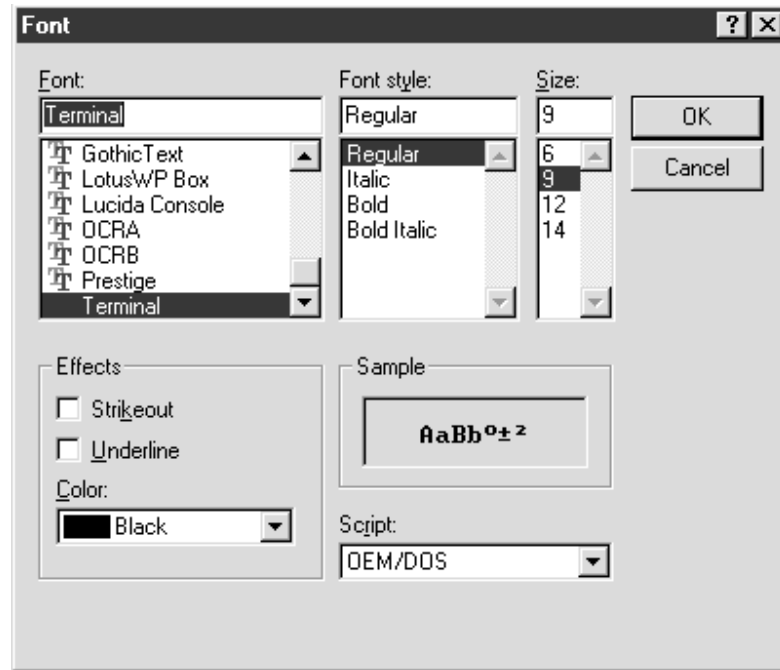 Font
Font:
Terminal
GothicText
LotusWP Box
Lucida Console
OCRA
OCRB
Prestige
Terminal
Font style:
Regular
Regular
Italic
Bold
Bold Italic
Size:
9
6
9
12
14
OK
Cancel
Effects
Strikeout
Underline
Color:
Black
Sample
AaBbº±²
Script:
OEM/DOS